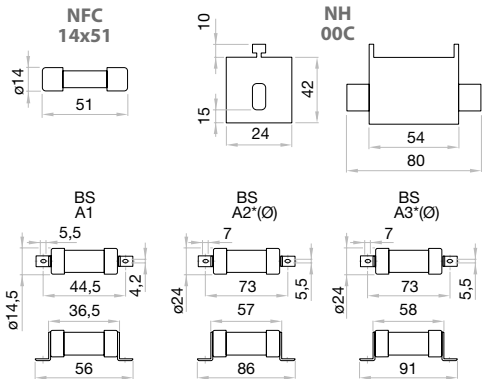 NFC
14x51
ø14
51
NH
00C
10
15
24
42
54
80
BS
A1
5,5
44,5
4,2
ø14,5
36,5
56
BS
A2*(Ø)
7
73
5,5
ø24
57
86
BS
A3*(Ø)
7
73
5,5
ø24
58
91